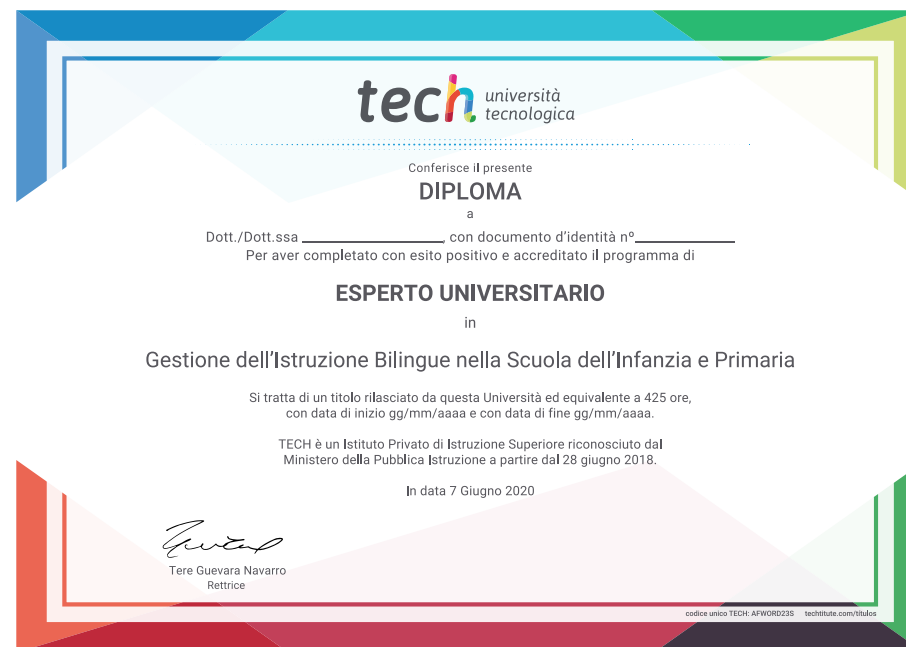 tech università
tecnologica
Conferisce il presente
DIPLOMA
a
Dott./Dott.ssa ____________________, con documento d'identità nº______________
Per aver completato con esito positivo e accreditato il programma di
ESPERTO UNIVERSITARIO
in
Gestione dell'Istruzione Bilingue nella Scuola dell'Infanzia e Primaria
Si tratta di un titolo rilasciato da questa Università ed equivalente a 425 ore,
con data di inizio gg/mm/aaaa e con data di fine gg/mm/aaaa.
TECH è un Istituto Privato di Istruzione Superiore riconosciuto dal
Ministero della Pubblica Istruzione a partire dal 28 giugno 2018.
In data 7 Giugno 2020
Tere Guevara Navarro
Rettrice
codice unico TECH: AFWORD23S techtitute.com/titulos